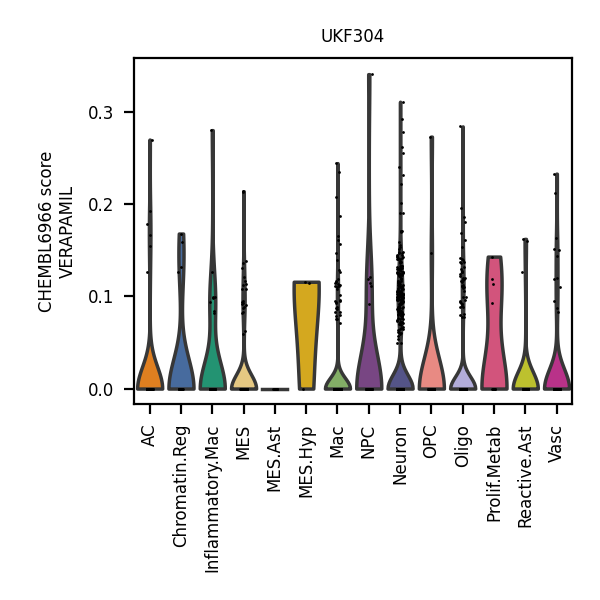 UKF304
CHEMBL6966 score
VERAPAMIL
0.3
0.2
0.1
0.0
AC
Chromatin.Reg
Inflammatory.Mac
MES
MES.Ast
MES.Hyp
Mac
NPC
Neuron
OPC
Oligo
Prolif.Metab
Reactive.Ast
Vasc